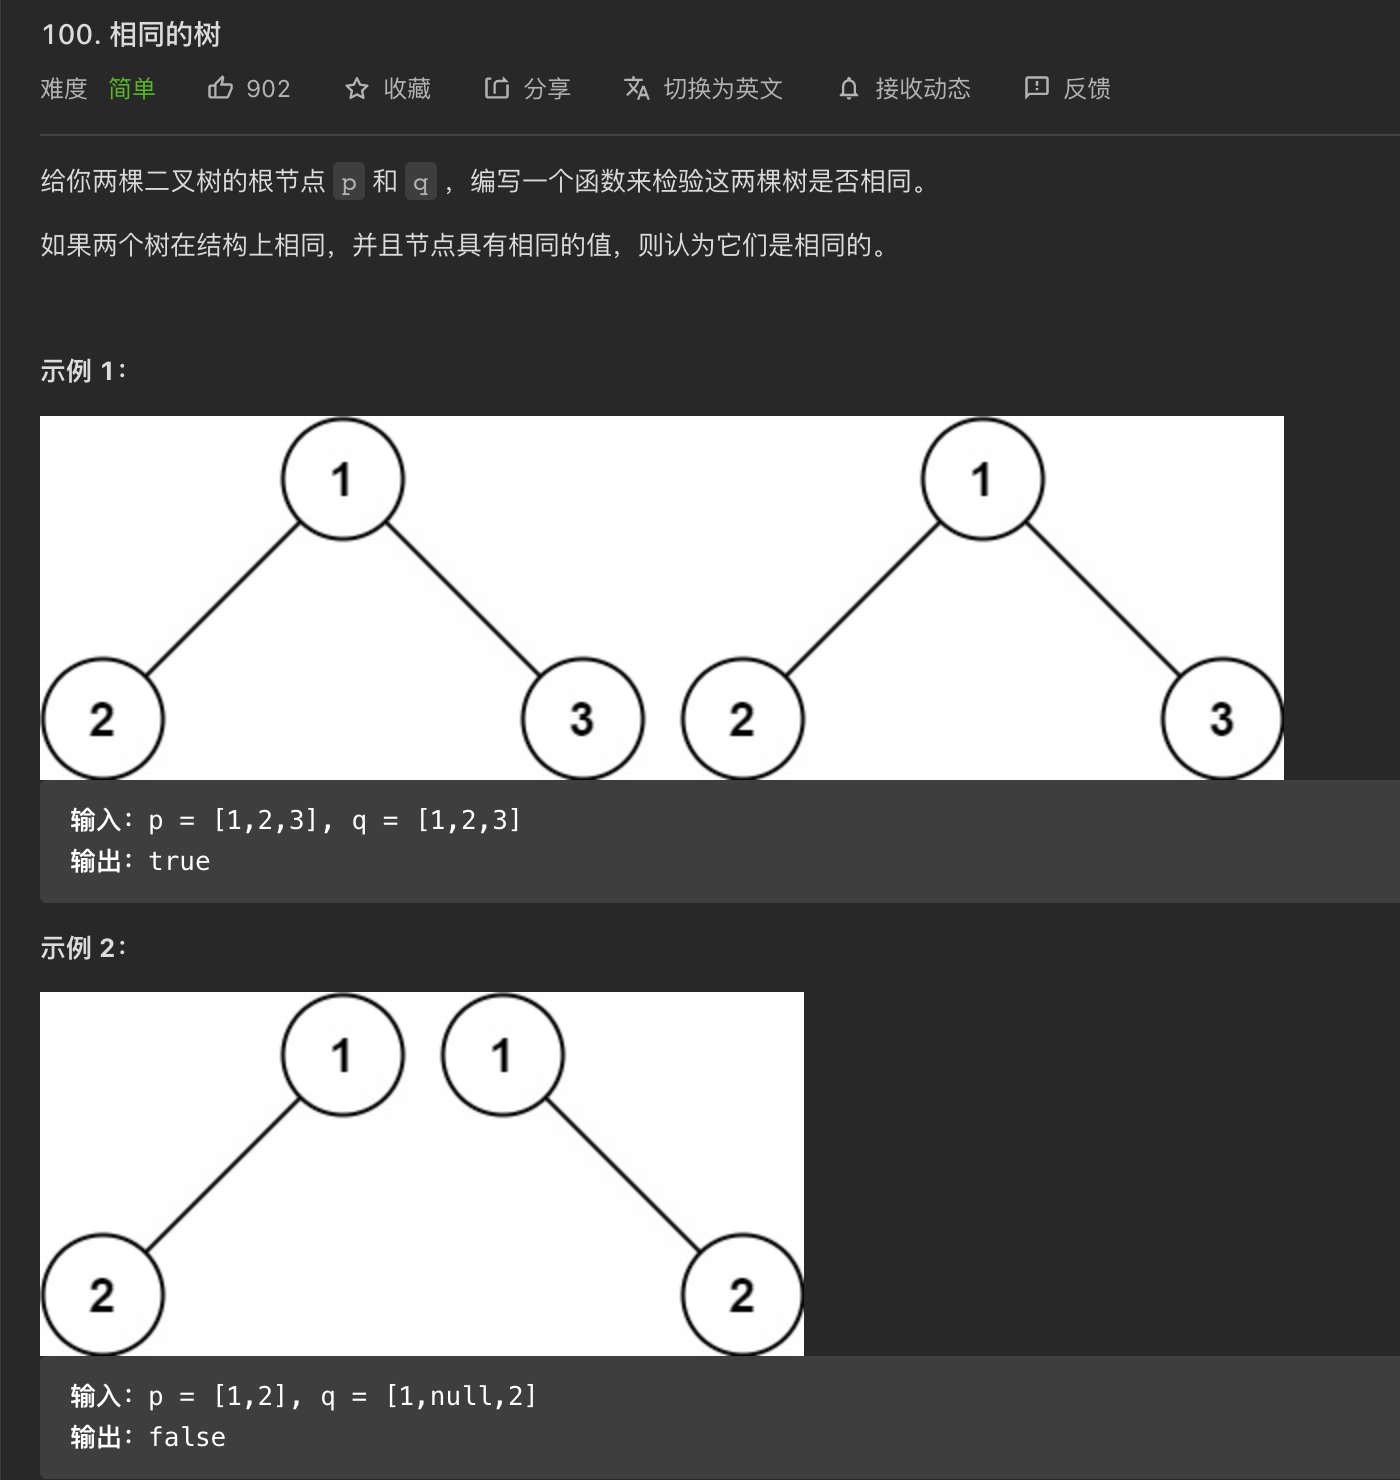 100. 相同的树
难度 简单 902 收藏 分享 切换为英文 接收动态 反馈
给你两棵二叉树的根节点 p 和 q ，编写一个函数来检验这两棵树是否相同。
如果两个树在结构上相同，并且节点具有相同的值，则认为它们是相同的。
示例 1：
1 1
2 3 2 3
输入：p = [1,2,3], q = [1,2,3]
输出：true
示例 2：
1 1
2 2
输入：p = [1,2], q = [1,null,2]
输出：false